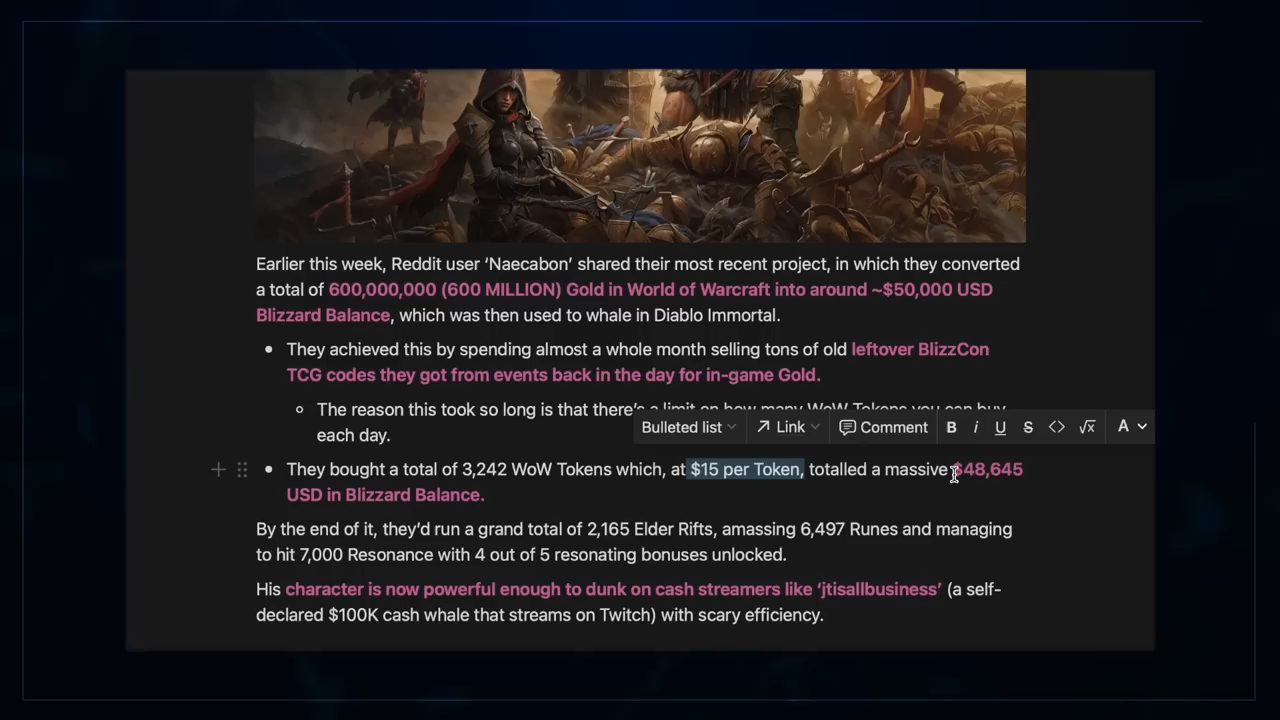 Earlier this week, Reddit user ‘Naecabon’ shared their most recent project, in which they converted
a total of 600,000,000 (600 MILLION) Gold in World of Warcraft into around ~$50,000 USD
Blizzard Balance, which was then used to whale in Diablo Immortal.
They achieved this by spending almost a whole month selling tons of old leftover BlizzCon
TCG codes they got from events back in the day for in-game Gold.
The reason this took so long is that there’s a limit on how many WoW Tokens you can buy
each day.
Bulleted list Link Comment B i U S <> √x A
They bought a total of 3,242 WoW Tokens which, at $15 per Token, totalled a massive $48,645
USD in Blizzard Balance.
By the end of it, they’d run a grand total of 2,165 Elder Rifts, amassing 6,497 Runes and managing
to hit 7,000 Resonance with 4 out of 5 resonating bonuses unlocked.
His character is now powerful enough to dunk on cash streamers like ‘jtisallbusiness’ (a self-
declared $100K cash whale that streams on Twitch) with scary efficiency.